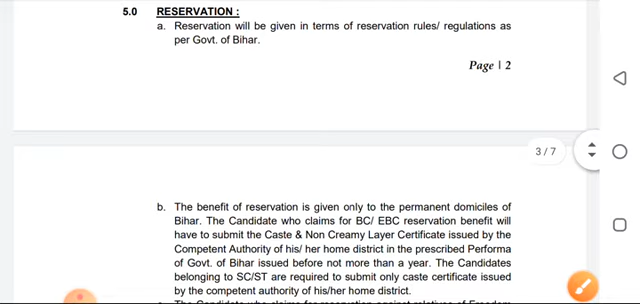 5.0 RESERVATION :
a. Reservation will be given in terms of reservation rules/ regulations as
per Govt. of Bihar.
Page | 2
3 / 7
b. The benefit of reservation is given only to the permanent domiciles of
Bihar. The Candidate who claims for BC/ EBC reservation benefit will
have to submit the Caste & Non Creamy Layer Certificate issued by the
Competent Authority of his/ her home district in the prescribed Performa
of Govt. of Bihar issued before not more than a year. The Candidates
belonging to SC/ST are required to submit only caste certificate issued
by the competent authority of his/her home district.